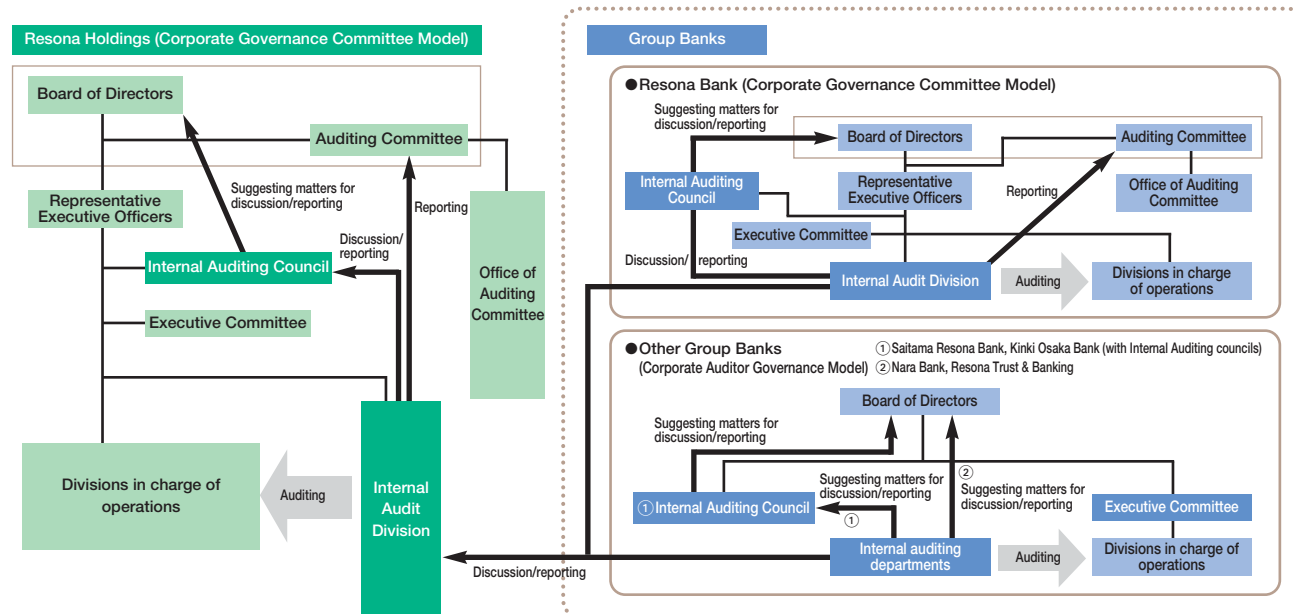 Resona Holdings (Corporate Governance Committee Model)
Board of Directors
Auditing Committee
Representative
Executive Officers
Suggesting matters for
discussion/reporting
Reporting
Discussion/
reporting
Internal Auditing Council
Executive Committee
Office of
Auditing
Committee
Divisions in charge of
operations
Auditing
Internal
Audit
Division
Discussion/reporting
Group Banks
●Resona Bank (Corporate Governance Committee Model)
Suggesting matters for
discussion/reporting
Board of Directors
Auditing Committee
Internal Auditing
Council
Representative
Executive Officers
Reporting
Office of Auditing
Committee
Executive Committee
Discussion/ reporting
Internal Audit Division
Auditing
Divisions in charge
of operations
●Other Group Banks
(Corporate Auditor Governance Model)
①Saitama Resona Bank, Kinki Osaka Bank (with Internal Auditing councils)
②Nara Bank, Resona Trust & Banking
Board of Directors
Suggesting matters for
discussion/reporting
Suggesting matters for
discussion/reporting
②
Suggesting matters for
discussion/reporting
①Internal Auditing Council
①
Executive Committee
Internal auditing
departments
Auditing
Divisions in charge of
operations